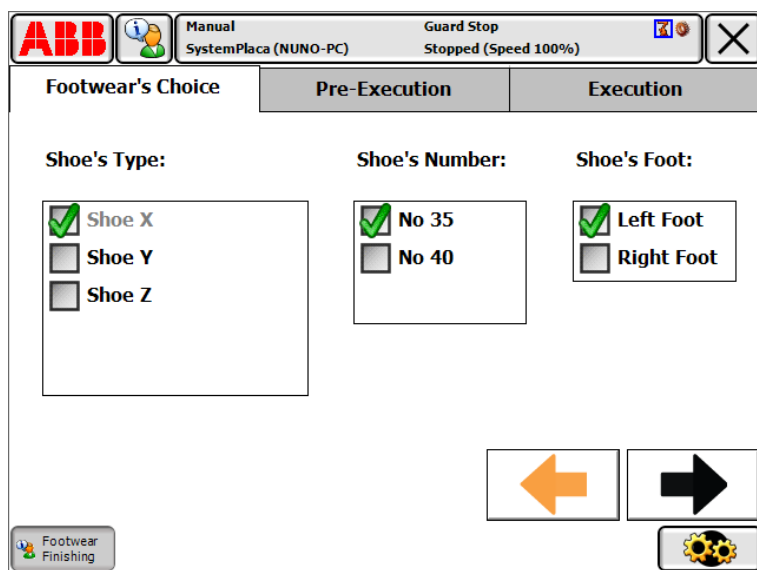 ABB
Manual
SystemPlaca (NUNO-PC)
Guard Stop
Stopped (Speed 100%)
Footwear's Choice
Pre-Execution
Execution
Shoe's Type:
Shoe X
Shoe Y
Shoe Z
Shoe's Number:
No 35
No 40
Shoe's Foot:
Left Foot
Right Foot
Footwear
Finishing